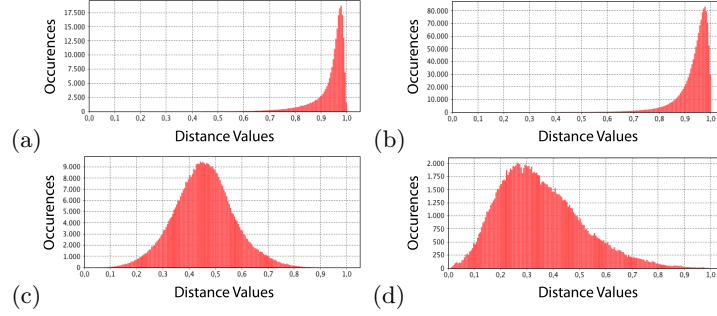 17.500
15.000
12.500
10.000
7.500
5.000
2.500
0
Occurences
0,0 0,1 0,2 0,3 0,4 0,5 0,6 0,7 0,8 0,9 1,0
Distance Values
(a)
80.000
70.000
60.000
50.000
40.000
30.000
20.000
10.000
0
Occurences
0,0 0,1 0,2 0,3 0,4 0,5 0,6 0,7 0,8 0,9 1,0
Distance Values
(b)
9.000
8.000
7.000
6.000
5.000
4.000
3.000
2.000
1.000
0
Occurences
0,0 0,1 0,2 0,3 0,4 0,5 0,6 0,7 0,8 0,9 1,0
Distance Values
(c)
2.000
1.750
1.500
1.250
1.000
750
500
250
0
Occurences
0,0 0,1 0,2 0,3 0,4 0,5 0,6 0,7 0,8 0,9 1,0
Distance Values
(d)